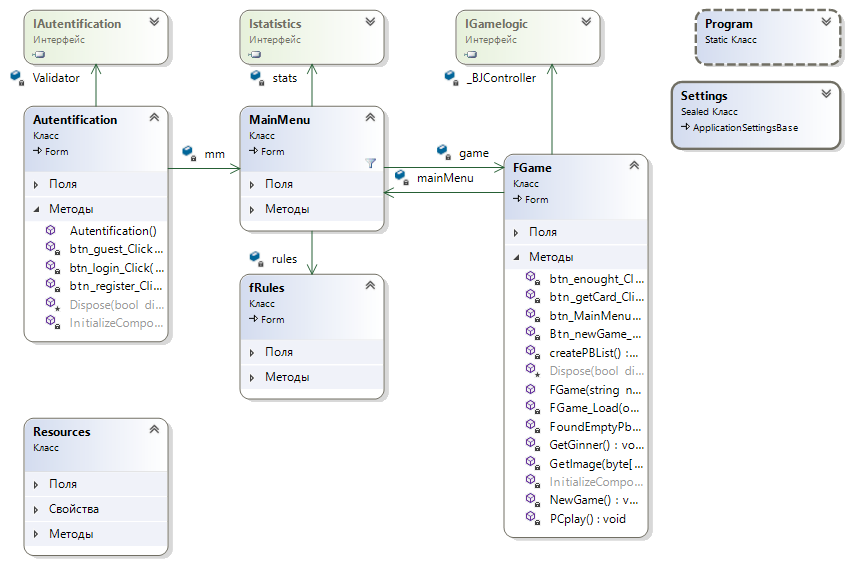 IAutentification
Интерфейс
Validator
Istatistics
Интерфейс
stats
IGamelogic
Интерфейс
_BJController
Program
Static Класс
Settings
Sealed Класс
ApplicationSettingsBase
Autentification
Класс
Form
Поля
Методы
Autentification()
btn_guest_Click...
btn_login_Click(...
btn_register_Cli...
Dispose(bool di...
InitializeCompo...
mm
MainMenu
Класс
Form
Поля
Методы
game
mainMenu
rules
fRules
Класс
Form
Поля
Методы
FGame
Класс
Form
Поля
Методы
btn_enought_Cl...
btn_getCard_Cli...
btn_MainMenu...
Btn_newGame_...
createPBList() :...
Dispose(bool di...
FGame(string n...
FGame_Load(o...
FoundEmptyPb...
GetGinner() : vo...
GetImage(byte[...
InitializeCompo...
NewGame() : v...
PCplay() : void
Resources
Класс
Поля
Свойства
Методы